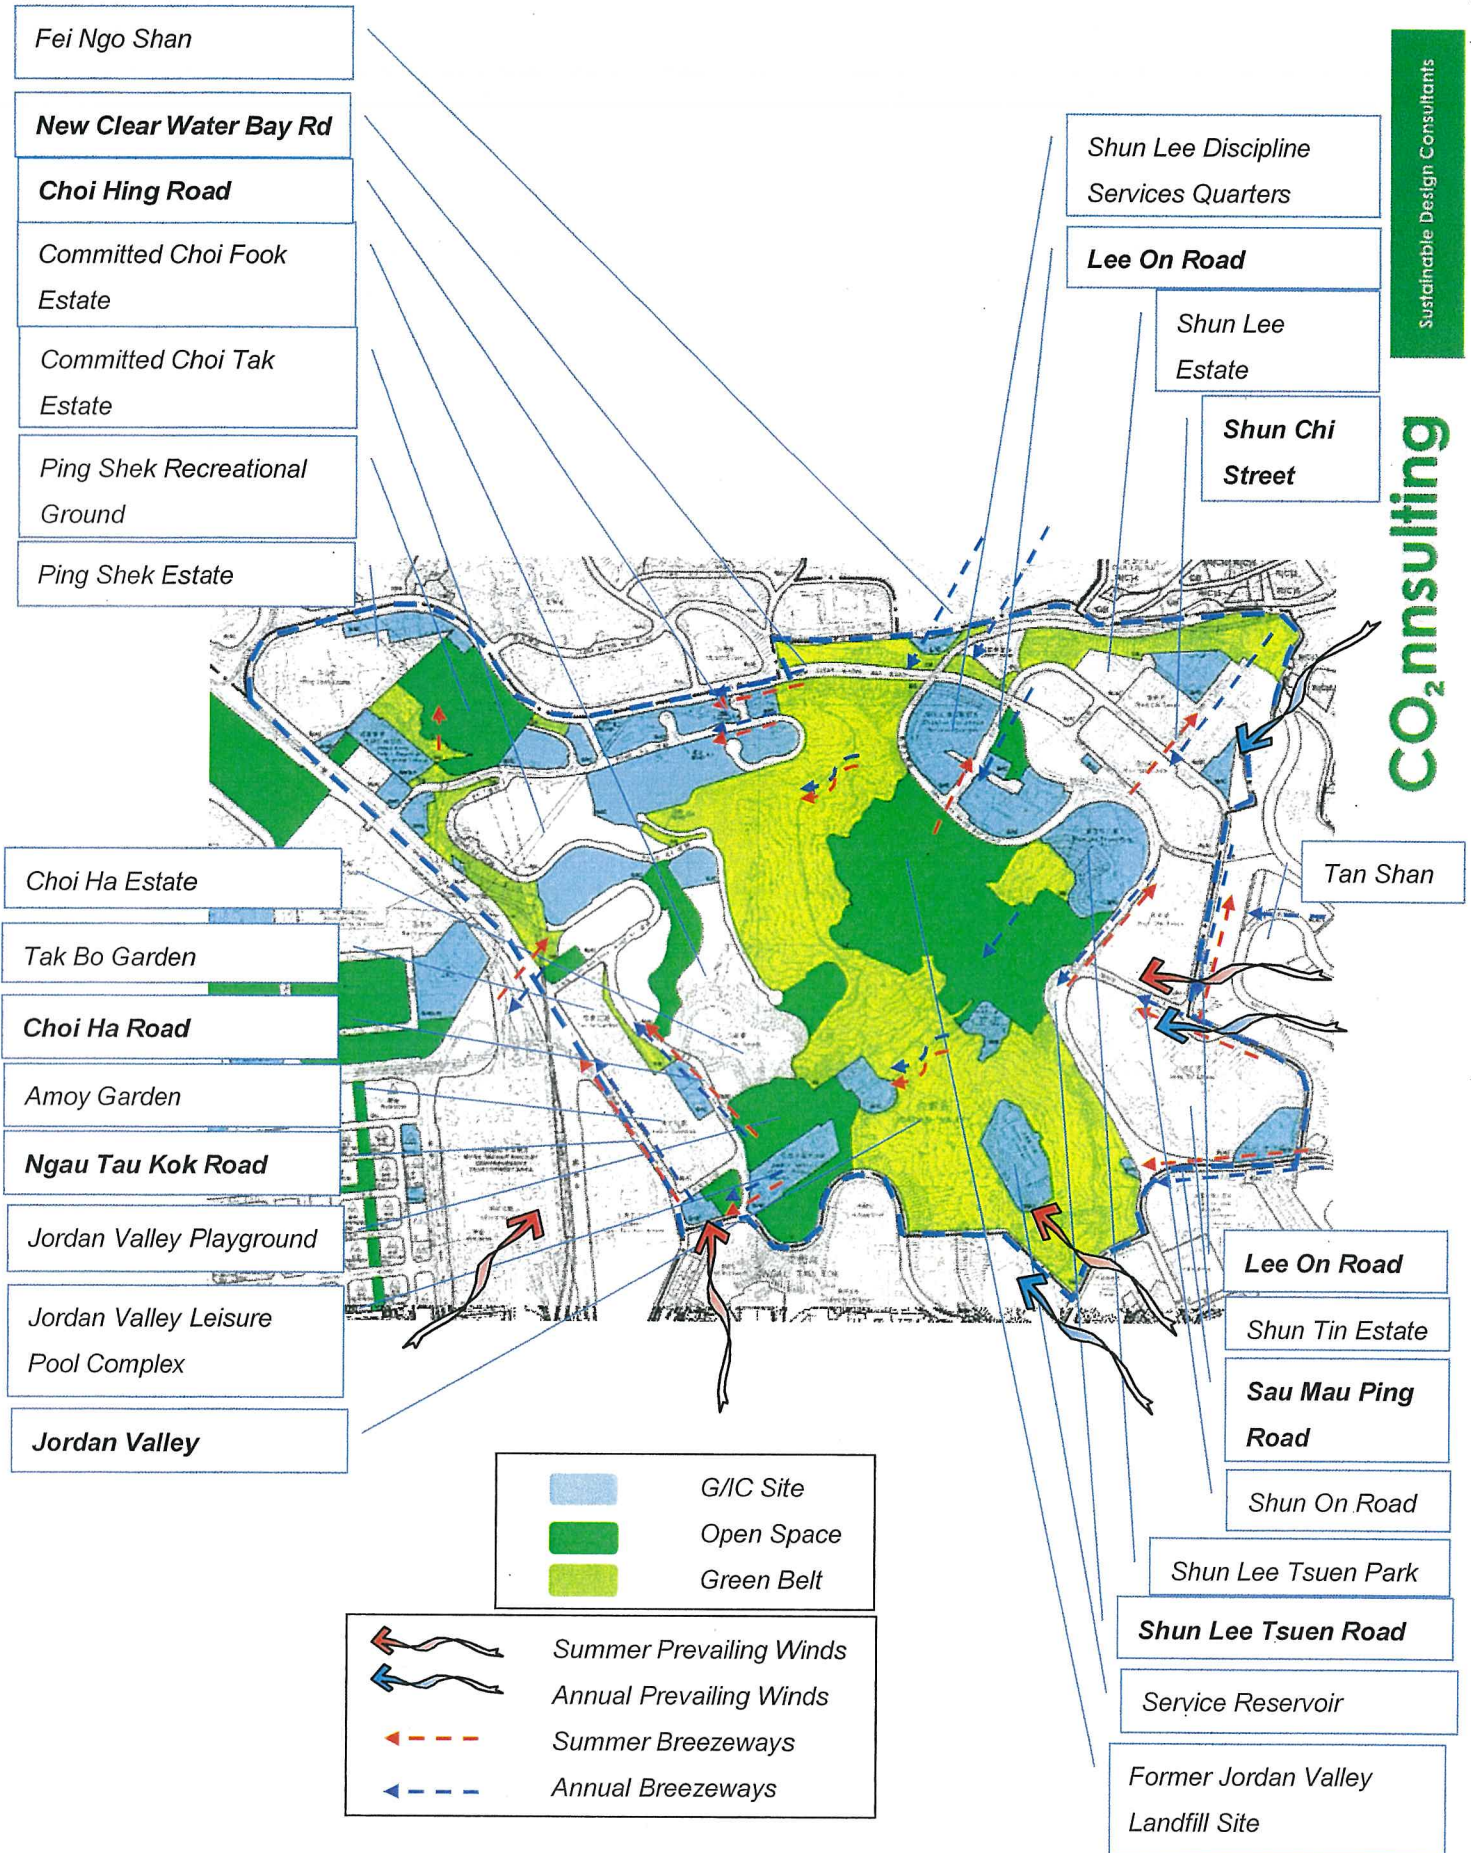 Fei Ngo Shan
New Clear Water Bay Rd
Choi Hing Road
Committed Choi Fook
Estate
Committed Choi Tak
Estate
Ping Shek Recreational
Ground
Ping Shek Estate
Choi Ha Estate
Tak Bo Garden
Choi Ha Road
Amoy Garden
Ngau Tau Kok Road
Jordan Valley Playground
Jordan Valley Leisure
Pool Complex
Jordan Valley
Shun Lee Discipline
Services Quarters
Lee On Road
Shun Lee
Estate
Shun Chi
Street
Sustainable Design Consultants
CO2nnsulting
Tan Shan
Lee On Road
Shun Tin Estate
Sau Mau Ping
Road
Shun On Road
Shun Lee Tsuen Park
Shun Lee Tsuen Road
Service Reservoir
Former Jordan Valley
Landfill Site
G/IC Site
Open Space
Green Belt
Summer Prevailing Winds
Annual Prevailing Winds
Summer Breezeways
Annual Breezeways